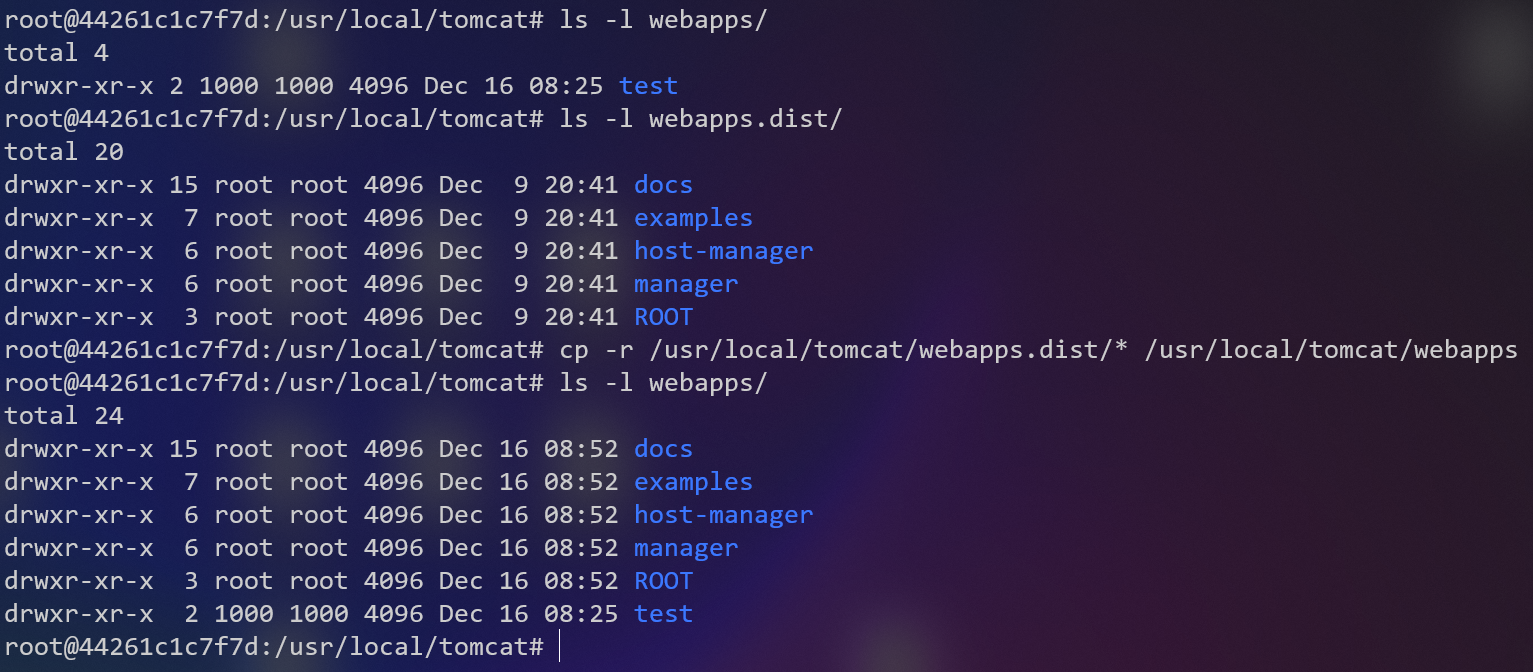 root@44261c1c7f7d:/usr/local/tomcat# ls -l webapps/
total 4
drwxr-xr-x 2 1000 1000 4096 Dec 16 08:25 test
root@44261c1c7f7d:/usr/local/tomcat# ls -l webapps.dist/
total 20
drwxr-xr-x 15 root root 4096 Dec  9 20:41 docs
drwxr-xr-x  7 root root 4096 Dec  9 20:41 examples
drwxr-xr-x  6 root root 4096 Dec  9 20:41 host-manager
drwxr-xr-x  6 root root 4096 Dec  9 20:41 manager
drwxr-xr-x  3 root root 4096 Dec  9 20:41 ROOT
root@44261c1c7f7d:/usr/local/tomcat# cp -r /usr/local/tomcat/webapps.dist/* /usr/local/tomcat/webapps
root@44261c1c7f7d:/usr/local/tomcat# ls -l webapps/
total 24
drwxr-xr-x 15 root root 4096 Dec 16 08:52 docs
drwxr-xr-x  7 root root 4096 Dec 16 08:52 examples
drwxr-xr-x  6 root root 4096 Dec 16 08:52 host-manager
drwxr-xr-x  6 root root 4096 Dec 16 08:52 manager
drwxr-xr-x  3 root root 4096 Dec 16 08:52 ROOT
drwxr-xr-x  2 1000 1000 4096 Dec 16 08:25 test
root@44261c1c7f7d:/usr/local/tomcat#